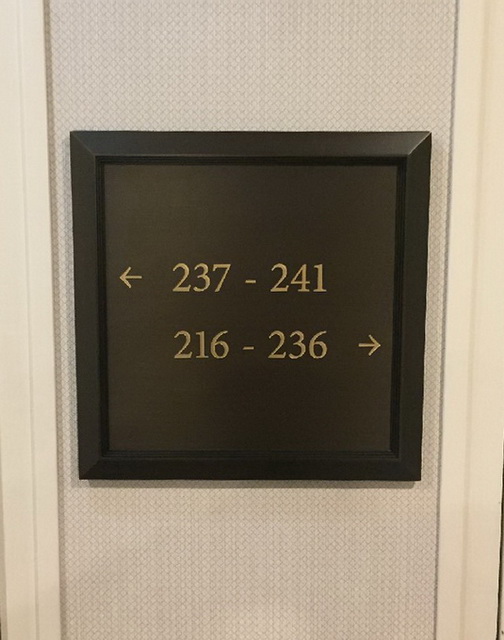 ← 237 - 241
216 - 236 →